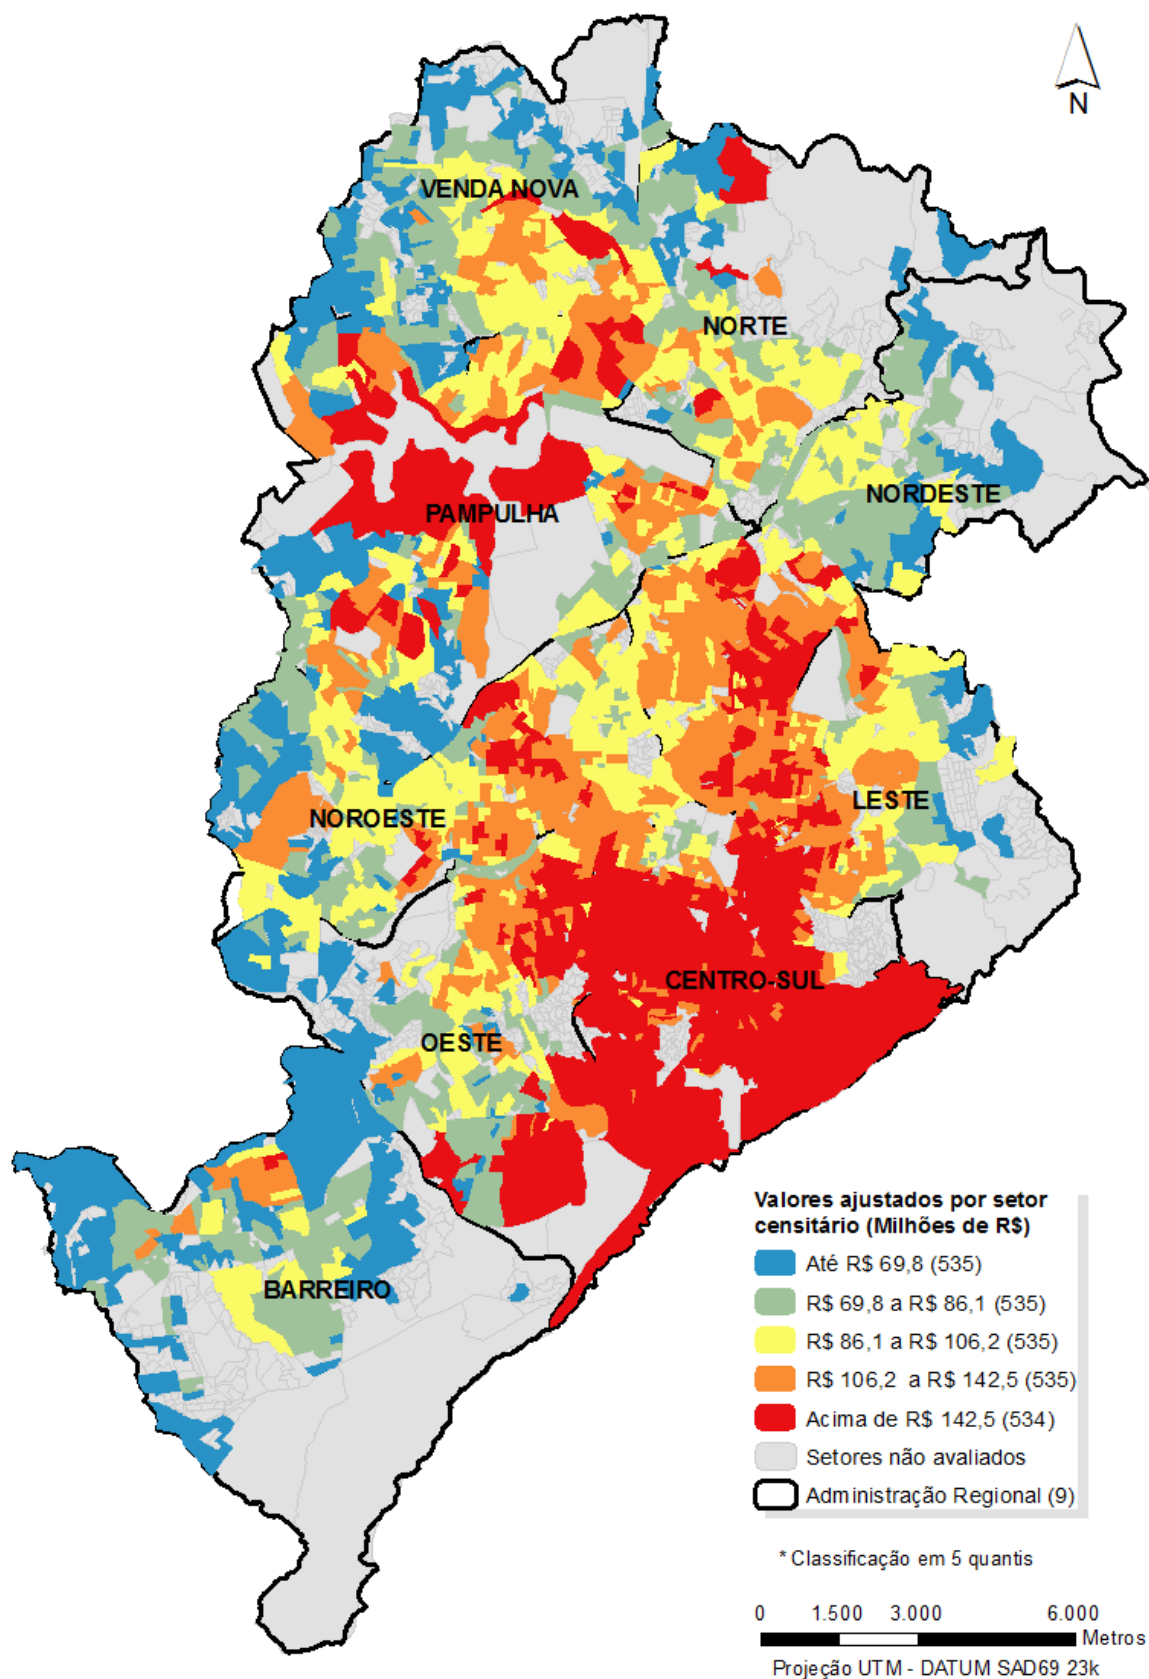 N
VENDA NOVA
NORTE
NORDESTE
PAMPULHA
LESTE
NOROESTE
CENTRO-SUL
OESTE
BARREIRO
Valores ajustados por setor
censitário (Milhões de R$)
Até R$ 69,8 (535)
R$ 69,8 a R$ 86,1 (535)
R$ 86,1 a R$ 106,2 (535)
R$ 106,2 a R$ 142,5 (535)
Acima de R$ 142,5 (534)
Setores não avaliados
Administração Regional (9)
* Classificação em 5 quantis
0 1.500 3.000 6.000
Metros
Projeção UTM - DATUM SAD69 23k